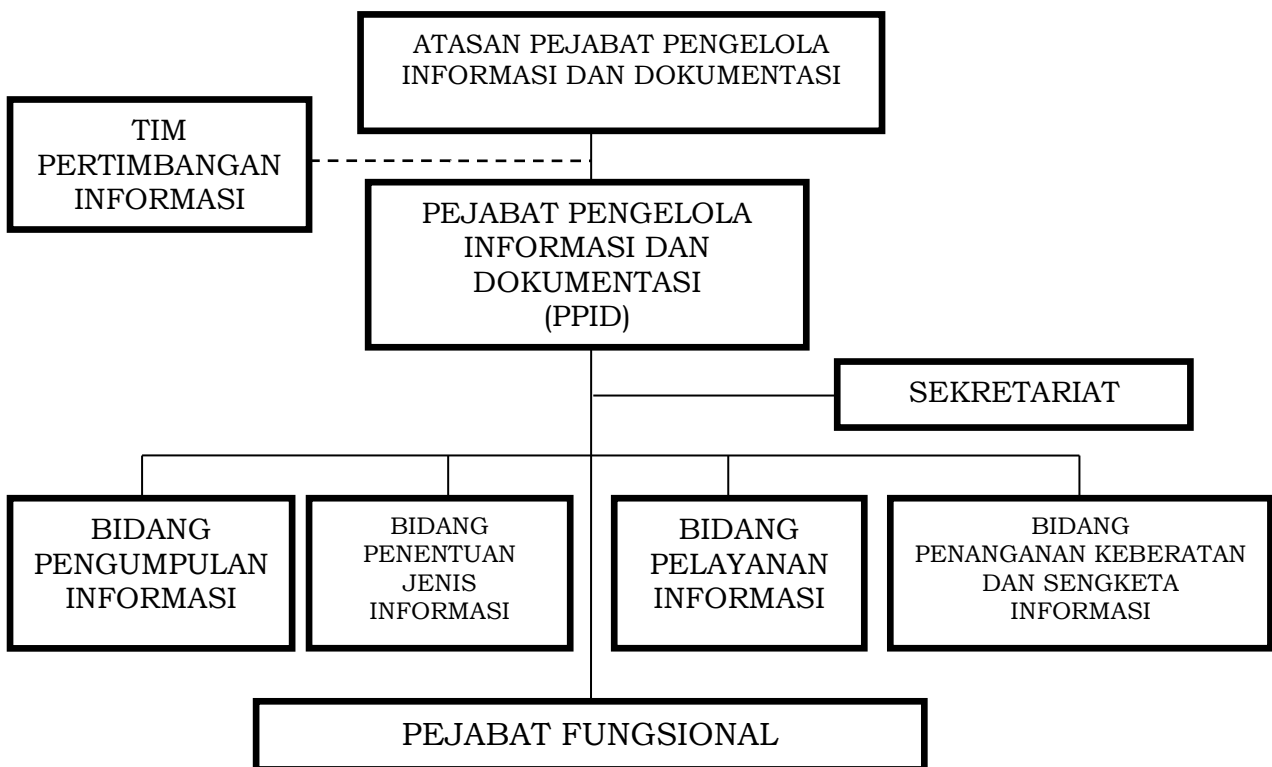 ATASAN PEJABAT PENGELOLA
INFORMASI DAN DOKUMENTASI
TIM
PERTIMBANGAN
INFORMASI
PEJABAT PENGELOLA
INFORMASI DAN
DOKUMENTASI
(PPID)
SEKRETARIAT
BIDANG
PENGUMPULAN
INFORMASI
BIDANG
PENENTUAN
JENIS
INFORMASI
BIDANG
PELAYANAN
INFORMASI
BIDANG
PENANGANAN KEBERATAN
DAN SENGKETA
INFORMASI
PEJABAT FUNGSIONAL